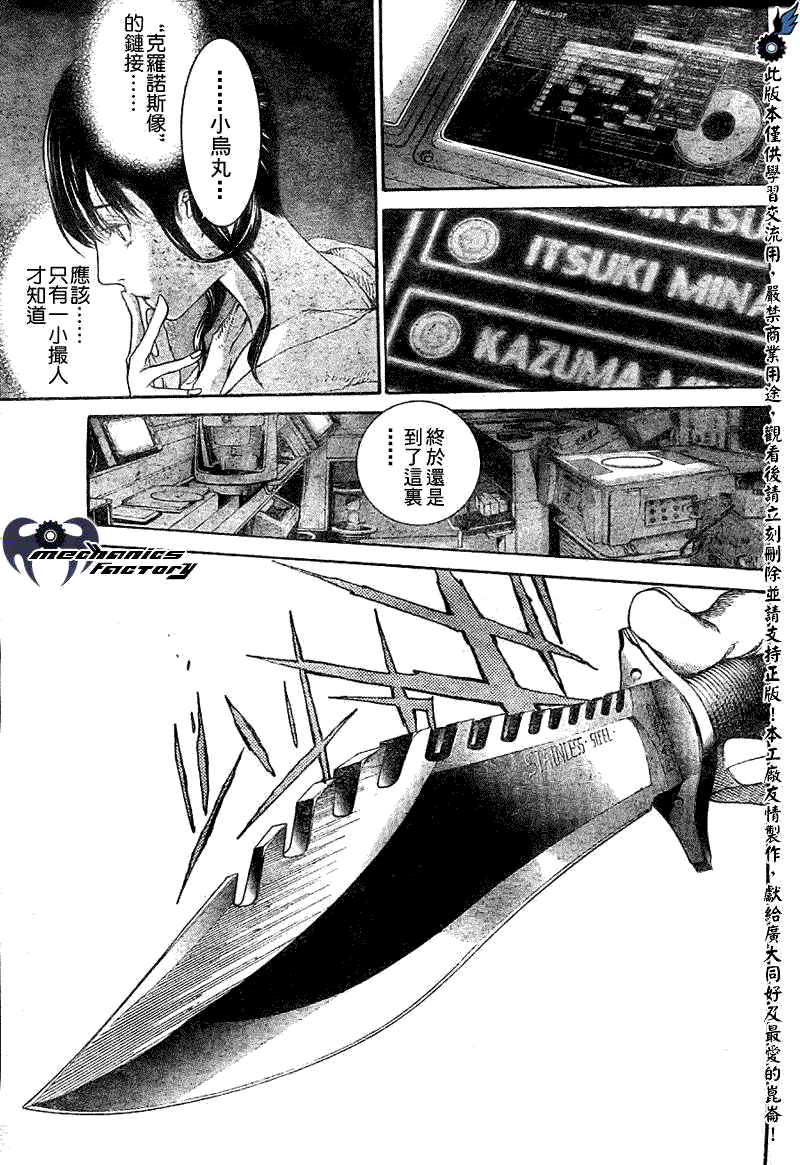 TRACK LAST
ITSUKI MINA
KAZUMA MI
……小烏丸…
“克羅諾斯像”
的鏈接……
應該……
只有一小撮人
才知道
終於還是
到了這裏
……
mechanics
Factory
STAINLES STEEL
此版本僅供學習交流用，嚴禁商業用途，觀看後請立刻刪除並請支持正版！本工廠友情製作，獻給廣大同好及最愛的崑崙！